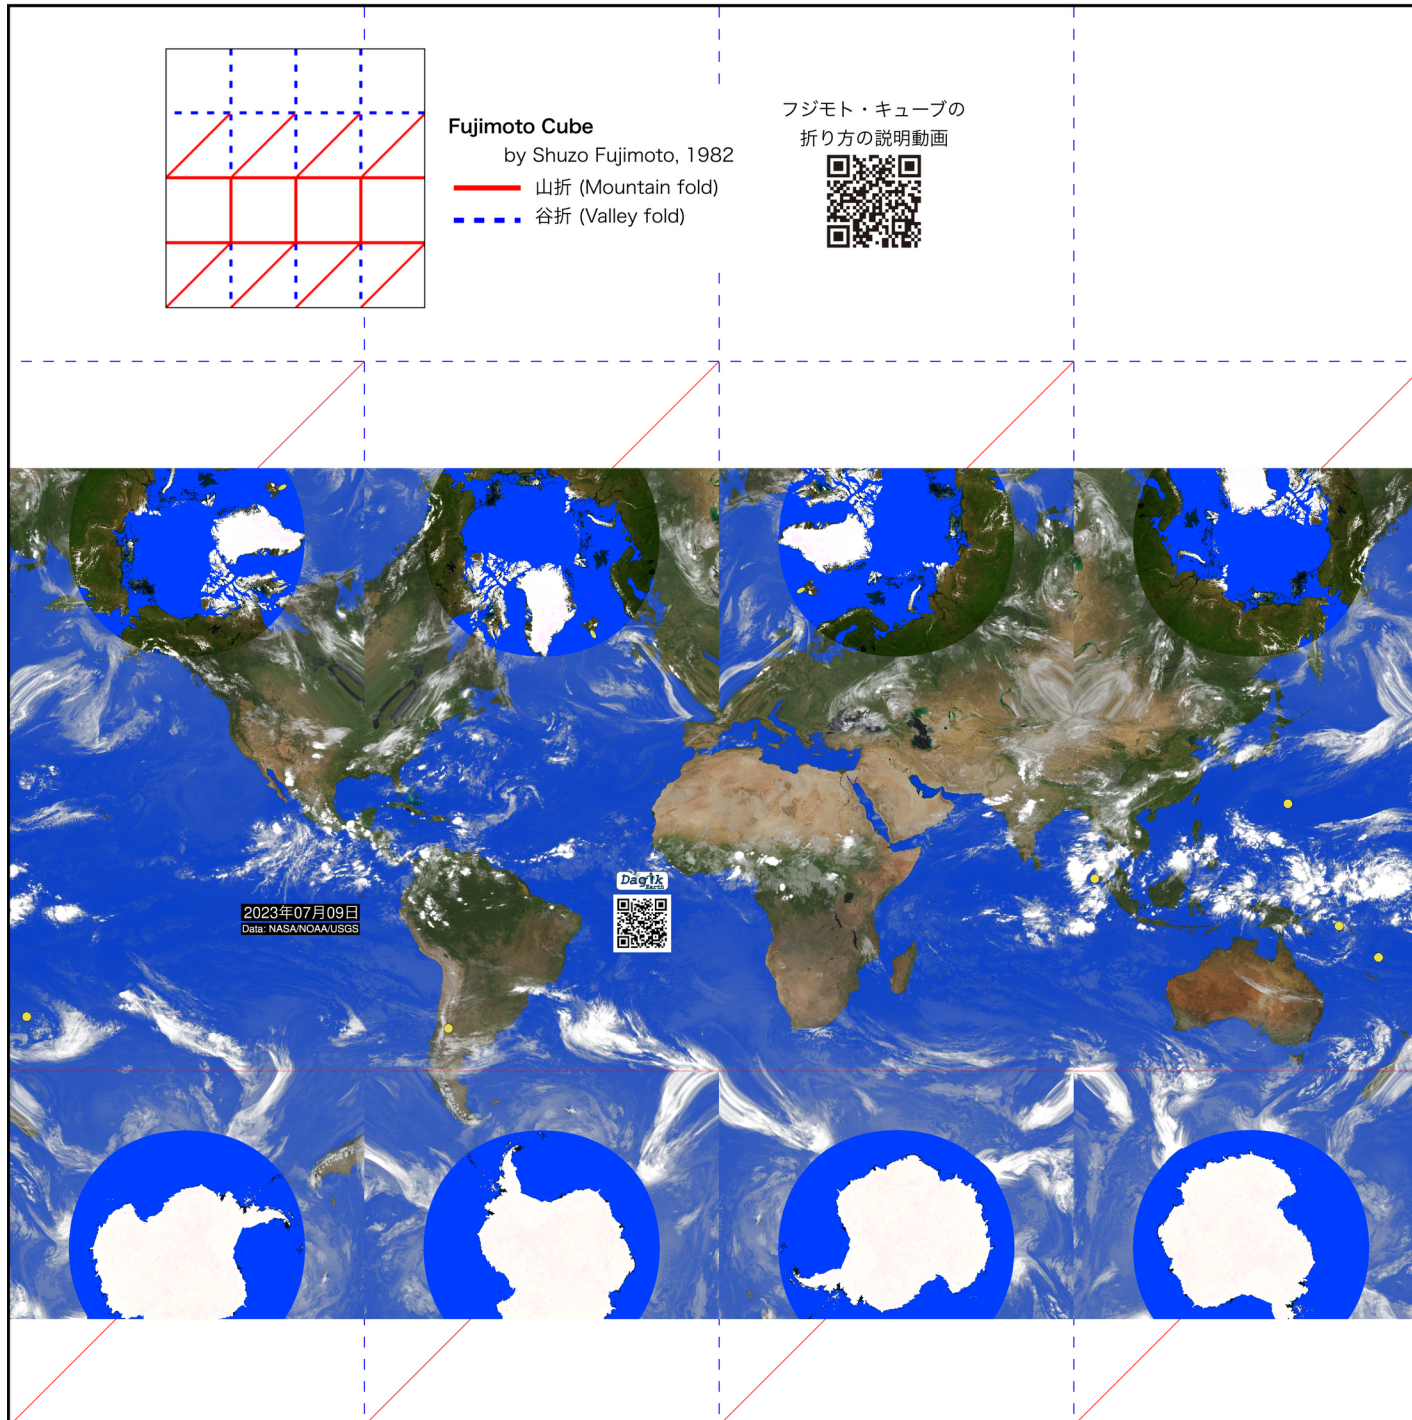 Fujimoto Cube
by Shuzo Fujimoto, 1982
山折 (Mountain fold)
谷折 (Valley fold)
フジモト・キューブの
折り方の説明動画
Dagik
Earth
2023年07月09日
Data: NASA/NOAA/USGS